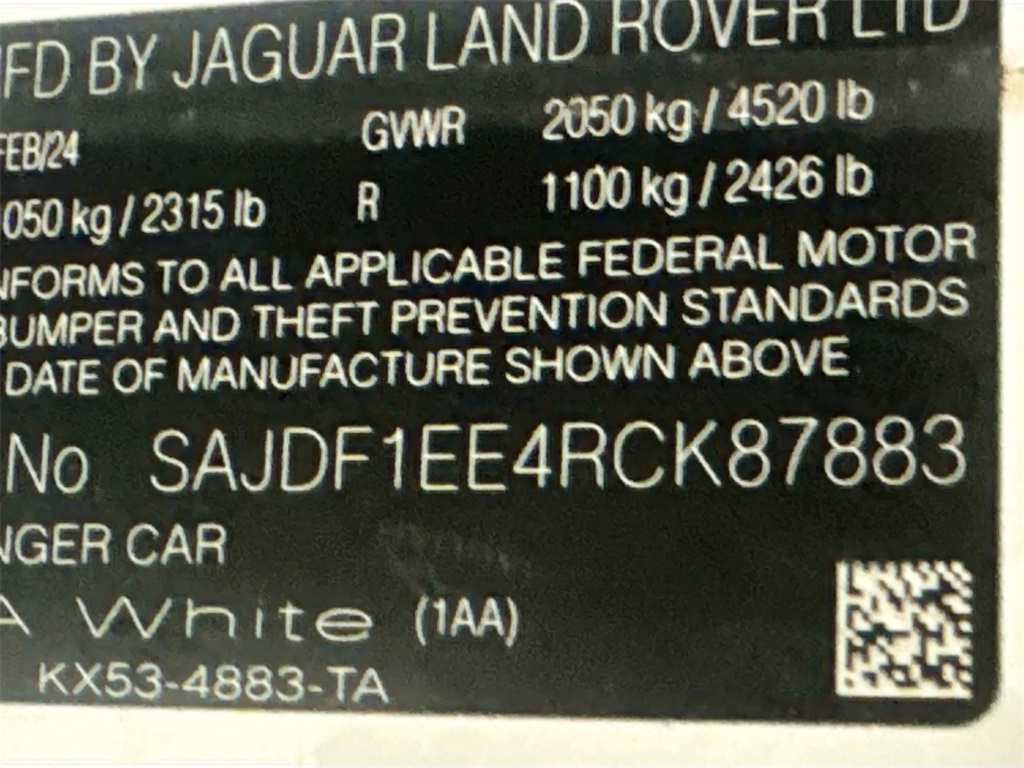 MFD BY JAGUAR LAND ROVER LTD
FEB/24 GVWR 2050 kg / 4520 lb
1050 kg / 2315 lb R 1100 kg / 2426 lb
NFORMS TO ALL APPLICABLE FEDERAL MOTOR
BUMPER AND THEFT PREVENTION STANDARDS
DATE OF MANUFACTURE SHOWN ABOVE
No SAJDF1EE4RCK87883
NGER CAR
A White (1AA)
KX53-4883-TA